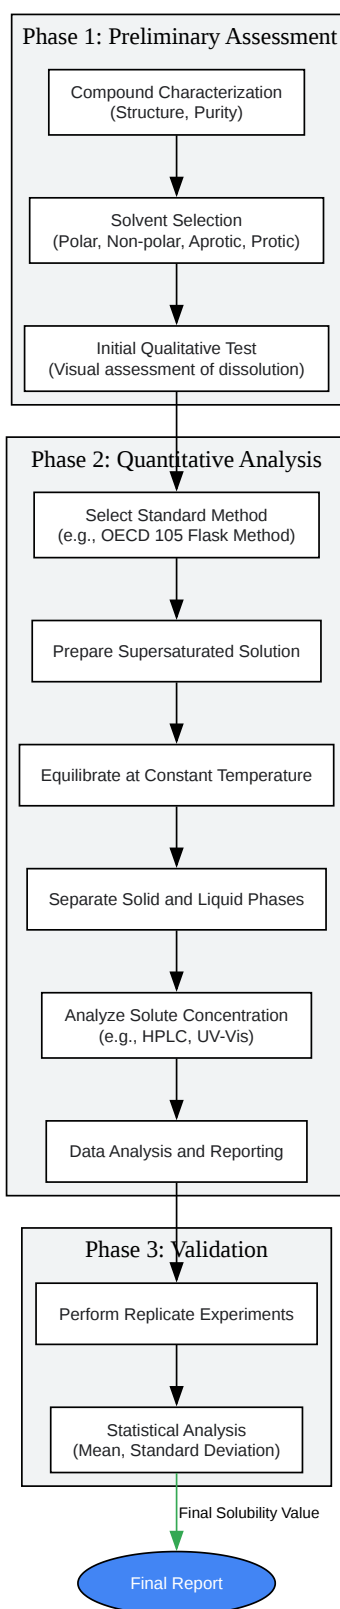 Phase 1: Preliminary Assessment
Compound Characterization
(Structure, Purity)
Solvent Selection
(Polar, Non-polar, Aprotic, Protic)
Initial Qualitative Test
(Visual assessment of dissolution)
Phase 2: Quantitative Analysis
Select Standard Method
(e.g., OECD 105 Flask Method)
Prepare Supersaturated Solution
Equilibrate at Constant Temperature
Separate Solid and Liquid Phases
Analyze Solute Concentration
(e.g., HPLC, UV-Vis)
Data Analysis and Reporting
Phase 3: Validation
Perform Replicate Experiments
Statistical Analysis
(Mean, Standard Deviation)
Final Solubility Value
Final Report